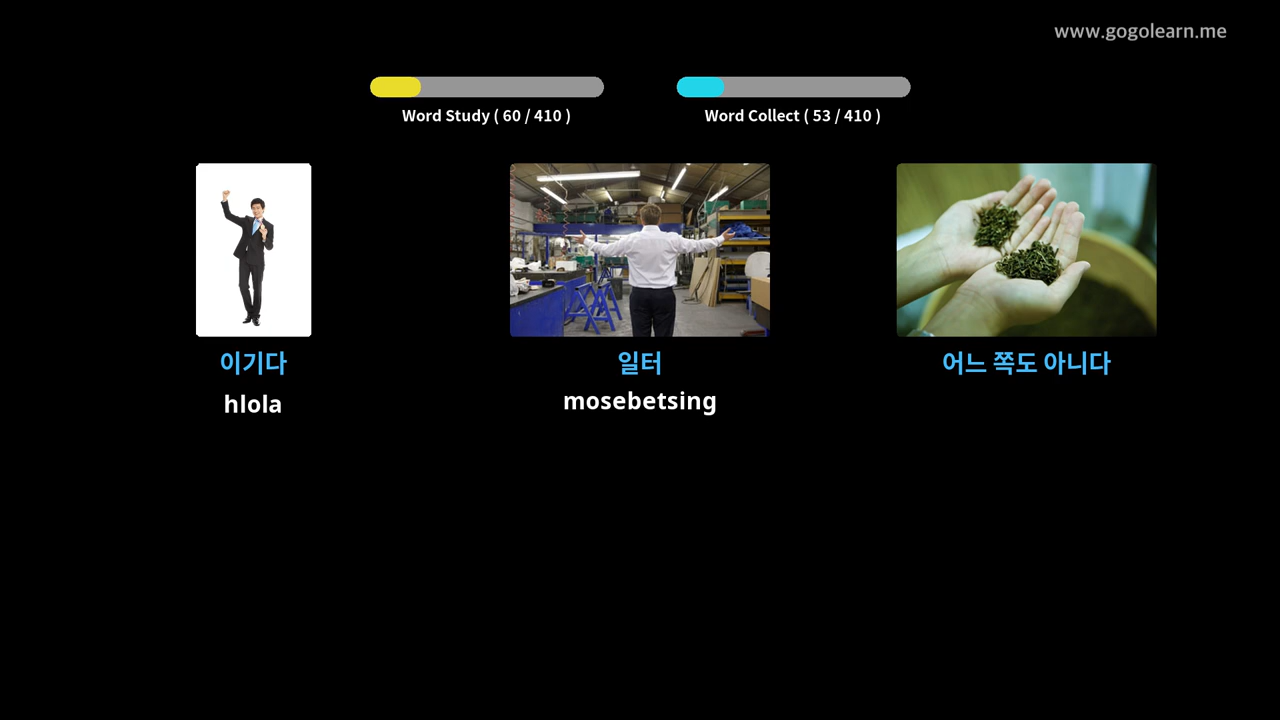 www.gogolearn.me
Word Study ( 60 / 410 )
Word Collect ( 53 / 410 )
이기다
일터
어느 쪽도 아니다
hlola
mosebetsing